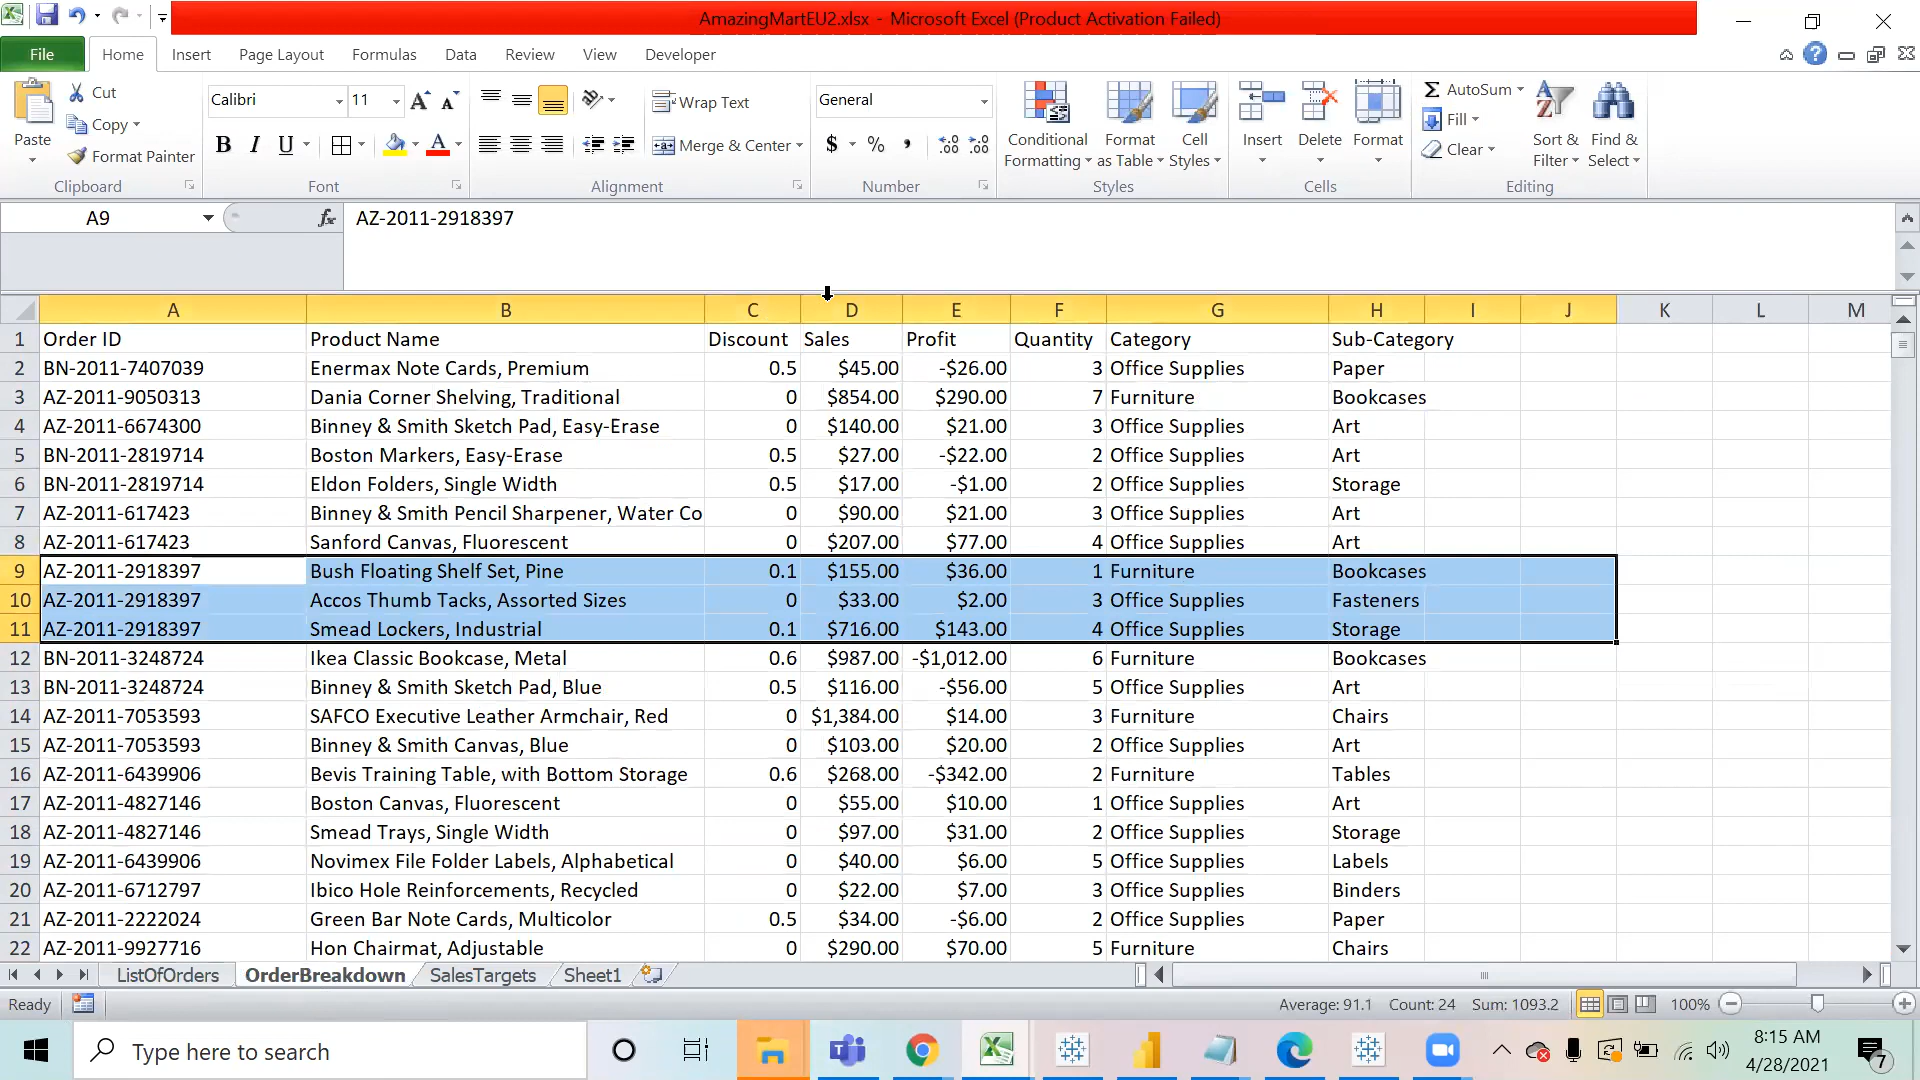 AmazingMartEU2.xlsx - Microsoft Excel (Product Activation Failed)
File Home Insert Page Layout Formulas Data Review View Developer
Paste
Cut
Copy
Format Painter
Clipboard
Calibri 11
B I U A
Font
Wrap Text
Merge & Center
Alignment
General
$ % ,
Number
Conditional Formatting
Format as Table
Cell Styles
Styles
Insert Delete Format
Cells
Σ AutoSum
Fill
Clear
Sort & Filter
Find & Select
Editing
A9 fx AZ-2011-2918397
A B C D E F G H I J K L M
1 Order ID Product Name Discount Sales Profit Quantity Category Sub-Category
2 BN-2011-7407039 Enermax Note Cards, Premium 0.5 $45.00 -$26.00 3 Office Supplies Paper
3 AZ-2011-9050313 Dania Corner Shelving, Traditional 0 $854.00 $290.00 7 Furniture Bookcases
4 AZ-2011-6674300 Binney & Smith Sketch Pad, Easy-Erase 0 $140.00 $21.00 3 Office Supplies Art
5 BN-2011-2819714 Boston Markers, Easy-Erase 0.5 $27.00 -$22.00 2 Office Supplies Art
6 BN-2011-2819714 Eldon Folders, Single Width 0.5 $17.00 -$1.00 2 Office Supplies Storage
7 AZ-2011-617423 Binney & Smith Pencil Sharpener, Water Co 0 $90.00 $21.00 3 Office Supplies Art
8 AZ-2011-617423 Sanford Canvas, Fluorescent 0 $207.00 $77.00 4 Office Supplies Art
9 AZ-2011-2918397 Bush Floating Shelf Set, Pine 0.1 $155.00 $36.00 1 Furniture Bookcases
10 AZ-2011-2918397 Accos Thumb Tacks, Assorted Sizes 0 $33.00 $2.00 3 Office Supplies Fasteners
11 AZ-2011-2918397 Smead Lockers, Industrial 0.1 $716.00 $143.00 4 Office Supplies Storage
12 BN-2011-3248724 Ikea Classic Bookcase, Metal 0.6 $987.00 -$1,012.00 6 Furniture Bookcases
13 BN-2011-3248724 Binney & Smith Sketch Pad, Blue 0.5 $116.00 -$56.00 5 Office Supplies Art
14 AZ-2011-7053593 SAFCO Executive Leather Armchair, Red 0 $1,384.00 $14.00 3 Furniture Chairs
15 AZ-2011-7053593 Binney & Smith Canvas, Blue 0 $103.00 $20.00 2 Office Supplies Art
16 AZ-2011-6439906 Bevis Training Table, with Bottom Storage 0.6 $268.00 -$342.00 2 Furniture Tables
17 AZ-2011-4827146 Boston Canvas, Fluorescent 0 $55.00 $10.00 1 Office Supplies Art
18 AZ-2011-4827146 Smead Trays, Single Width 0 $97.00 $31.00 2 Office Supplies Storage
19 AZ-2011-6439906 Novimex File Folder Labels, Alphabetical 0 $40.00 $6.00 5 Office Supplies Labels
20 AZ-2011-6712797 Ibico Hole Reinforcements, Recycled 0 $22.00 $7.00 3 Office Supplies Binders
21 AZ-2011-2222024 Green Bar Note Cards, Multicolor 0.5 $34.00 -$6.00 2 Office Supplies Paper
22 AZ-2011-9927716 Hon Chairmat, Adjustable 0 $290.00 $70.00 5 Furniture Chairs
ListOfOrders OrderBreakdown SalesTargets Sheet1
Ready Average: 91.1 Count: 24 Sum: 1093.2 100%
Type here to search
8:15 AM
4/28/2021
7